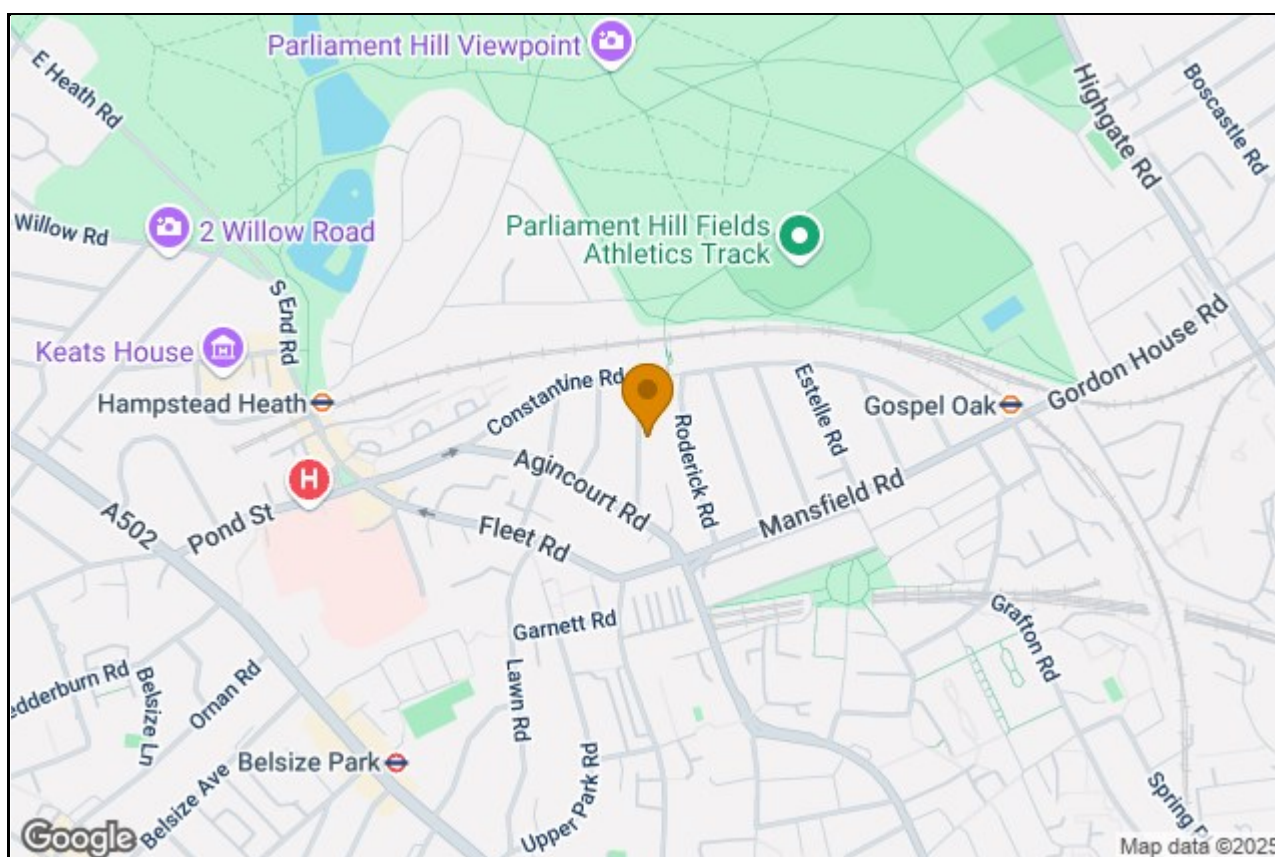 Parliament Hill Viewpoint
E Heath Rd
Highgate Rd
Boscastle Rd
Willow Rd
2 Willow Road
Parliament Hill Fields
Athletics Track
S End Rd
Keats House
Gordon House Rd
Constantine Rd
Estelle Rd
Hampstead Heath
Gospel Oak
Roderick Rd
Agincourt Rd
H
Mansfield Rd
A502
Pond St
Fleet Rd
Garnett Rd
Grafton Rd
edderburn Rd
Belsize Ln
Ornan Rd
Lawn Rd
Belsize Park
Upper Park Rd
Belsize Ave
Spring
Google
Map data ©2025